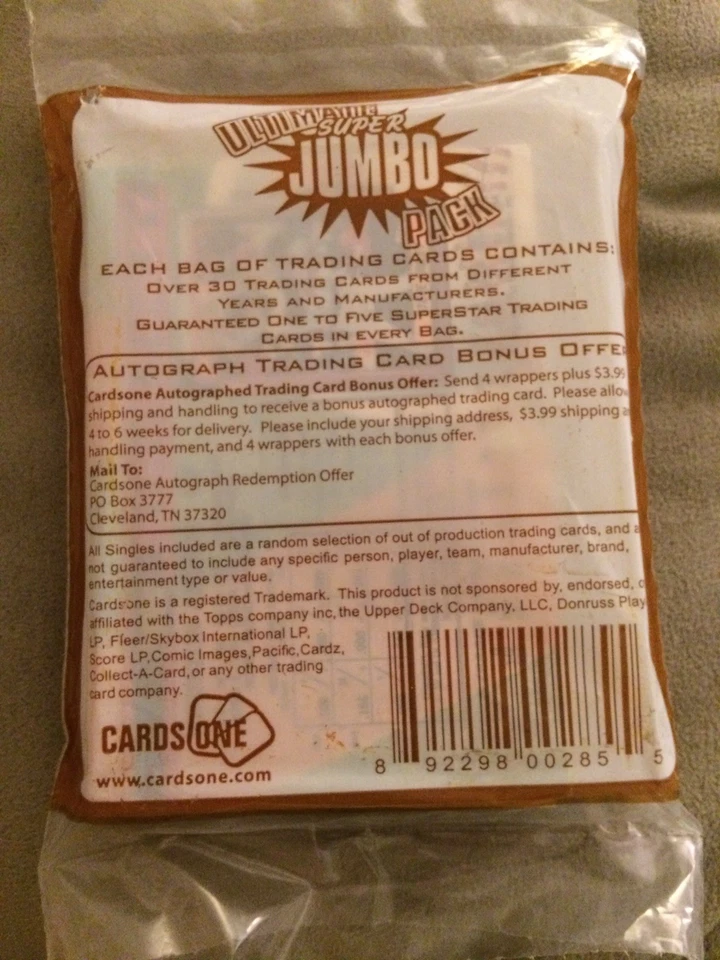 ULTIMATE
SUPER
JUMBO
PACK
EACH BAG OF TRADING CARDS CONTAINS:
OVER 30 TRADING CARDS FROM DIFFERENT
YEARS AND MANUFACTURERS.
GUARANTEED ONE TO FIVE SUPERSTAR TRADING
CARDS IN EVERY BAG.
AUTOGRAPH TRADING CARD BONUS OFFE
Cardsone Autographed Trading Card Bonus Offer: Send 4 wrappers plus $3.99
shipping and handling to receive a bonus autographed trading card. Please allow
4 to 6 weeks for delivery. Please include your shipping address, $3.99 shipping a
handling payment, and 4 wrappers with each bonus offer.
Mail To:
Cardsone Autograph Redemption Offer
PO Box 3777
Cleveland, TN 37320
All Singles included are a random selection of out of production trading cards, and a
not guaranteed to include any specific person, player, team, manufacturer, brand,
entertainment type or value.
Cardsone is a registered Trademark. This product is not sponsored by, endorsed, o
affiliated with the Topps company inc, the Upper Deck Company, LLC, Donruss Play
LP, Fleer/Skybox International LP,
Score LP, Comic Images, Pacific, Cardz,
Collect-A-Card, or any other trading
card company.
CARDS ONE
www.cardsone.com
8 92298 00285 5